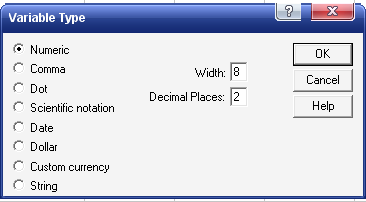 Variable Type
?
Numeric
Comma
Dot
Scientific notation
Date
Dollar
Custom currency
String
Width: 8
Decimal Places: 2
OK
Cancel
Help